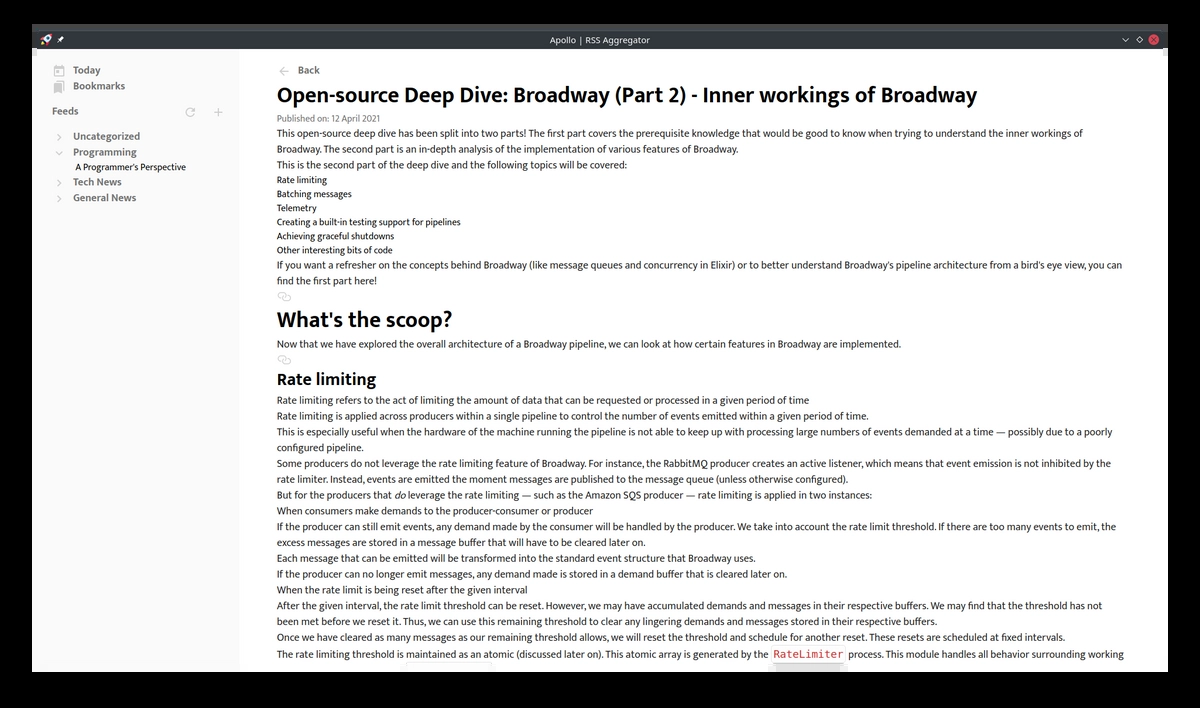 Apollo | RSS Aggregator
Today
Bookmarks
Feeds
Uncategorized
Programming
A Programmer's Perspective
Tech News
General News
Back
Open-source Deep Dive: Broadway (Part 2) - Inner workings of Broadway
Published on: 12 April 2021
This open-source deep dive has been split into two parts! The first part covers the prerequisite knowledge that would be good to know when trying to understand the inner workings of
Broadway. The second part is an in-depth analysis of the implementation of various features of Broadway.
This is the second part of the deep dive and the following topics will be covered:
Rate limiting
Batching messages
Telemetry
Creating a built-in testing support for pipelines
Achieving graceful shutdowns
Other interesting bits of code
If you want a refresher on the concepts behind Broadway (like message queues and concurrency in Elixir) or to better understand Broadway's pipeline architecture from a bird's eye view, you can
find the first part here!
What's the scoop?
Now that we have explored the overall architecture of a Broadway pipeline, we can look at how certain features in Broadway are implemented.
Rate limiting
Rate limiting refers to the act of limiting the amount of data that can be requested or processed in a given period of time
Rate limiting is applied across producers within a single pipeline to control the number of events emitted within a given period of time.
This is especially useful when the hardware of the machine running the pipeline is not able to keep up with processing large numbers of events demanded at a time — possibly due to a poorly
configured pipeline.
Some producers do not leverage the rate limiting feature of Broadway. For instance, the RabbitMQ producer creates an active listener, which means that event emission is not inhibited by the
rate limiter. Instead, events are emitted the moment messages are published to the message queue (unless otherwise configured).
But for the producers that do leverage the rate limiting — such as the Amazon SQS producer — rate limiting is applied in two instances:
When consumers make demands to the producer-consumer or producer
If the producer can still emit events, any demand made by the consumer will be handled by the producer. We take into account the rate limit threshold. If there are too many events to emit, the
excess messages are stored in a message buffer that will have to be cleared later on.
Each message that can be emitted will be transformed into the standard event structure that Broadway uses.
If the producer can no longer emit messages, any demand made is stored in a demand buffer that is cleared later on.
When the rate limit is being reset after the given interval
After the given interval, the rate limit threshold can be reset. However, we may have accumulated demands and messages in their respective buffers. We may find that the threshold has not
been met before we reset it. Thus, we can use this remaining threshold to clear any lingering demands and messages stored in their respective buffers.
Once we have cleared as many messages as our remaining threshold allows, we will reset the threshold and schedule for another reset. These resets are scheduled at fixed intervals.
The rate limiting threshold is maintained as an atomic (discussed later on). This atomic array is generated by the RateLimiter process. This module handles all behavior surrounding working